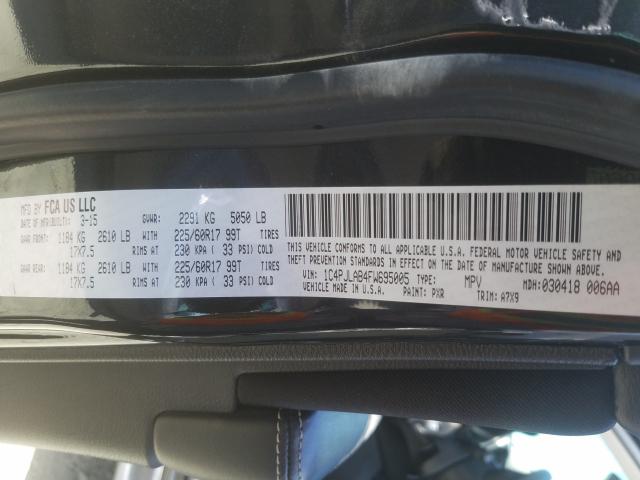 MFG BY FCA US LLC
DATE OF MFR(BUILT): 3-15 GVWR: 2291 KG 5050 LB
GAWR FRONT: 1184 KG 2610 LB 225/60R17 99T TIRES
17X7.5 RIMS AT 230 KPA ( 33 PSI) COLD
GAWR REAR: 1184 KG 2610 LB 225/60R17 99T TIRES
17X7.5 RIMS AT 230 KPA ( 33 PSI) COLD
THIS VEHICLE CONFORMS TO ALL APPLICABLE U.S.A. FEDERAL MOTOR VEHICLE SAFETY
AND THEFT PREVENTION STANDARDS IN EFFECT ON THE DATE OF MANUFACTURE SHOWN ABOVE.
VIN: 1C4PJLAB4FW695005 TYPE: MPV MDH: 030418 006AA
VEHICLE MADE IN U.S.A. PAINT: PXR TRIM: A7X9